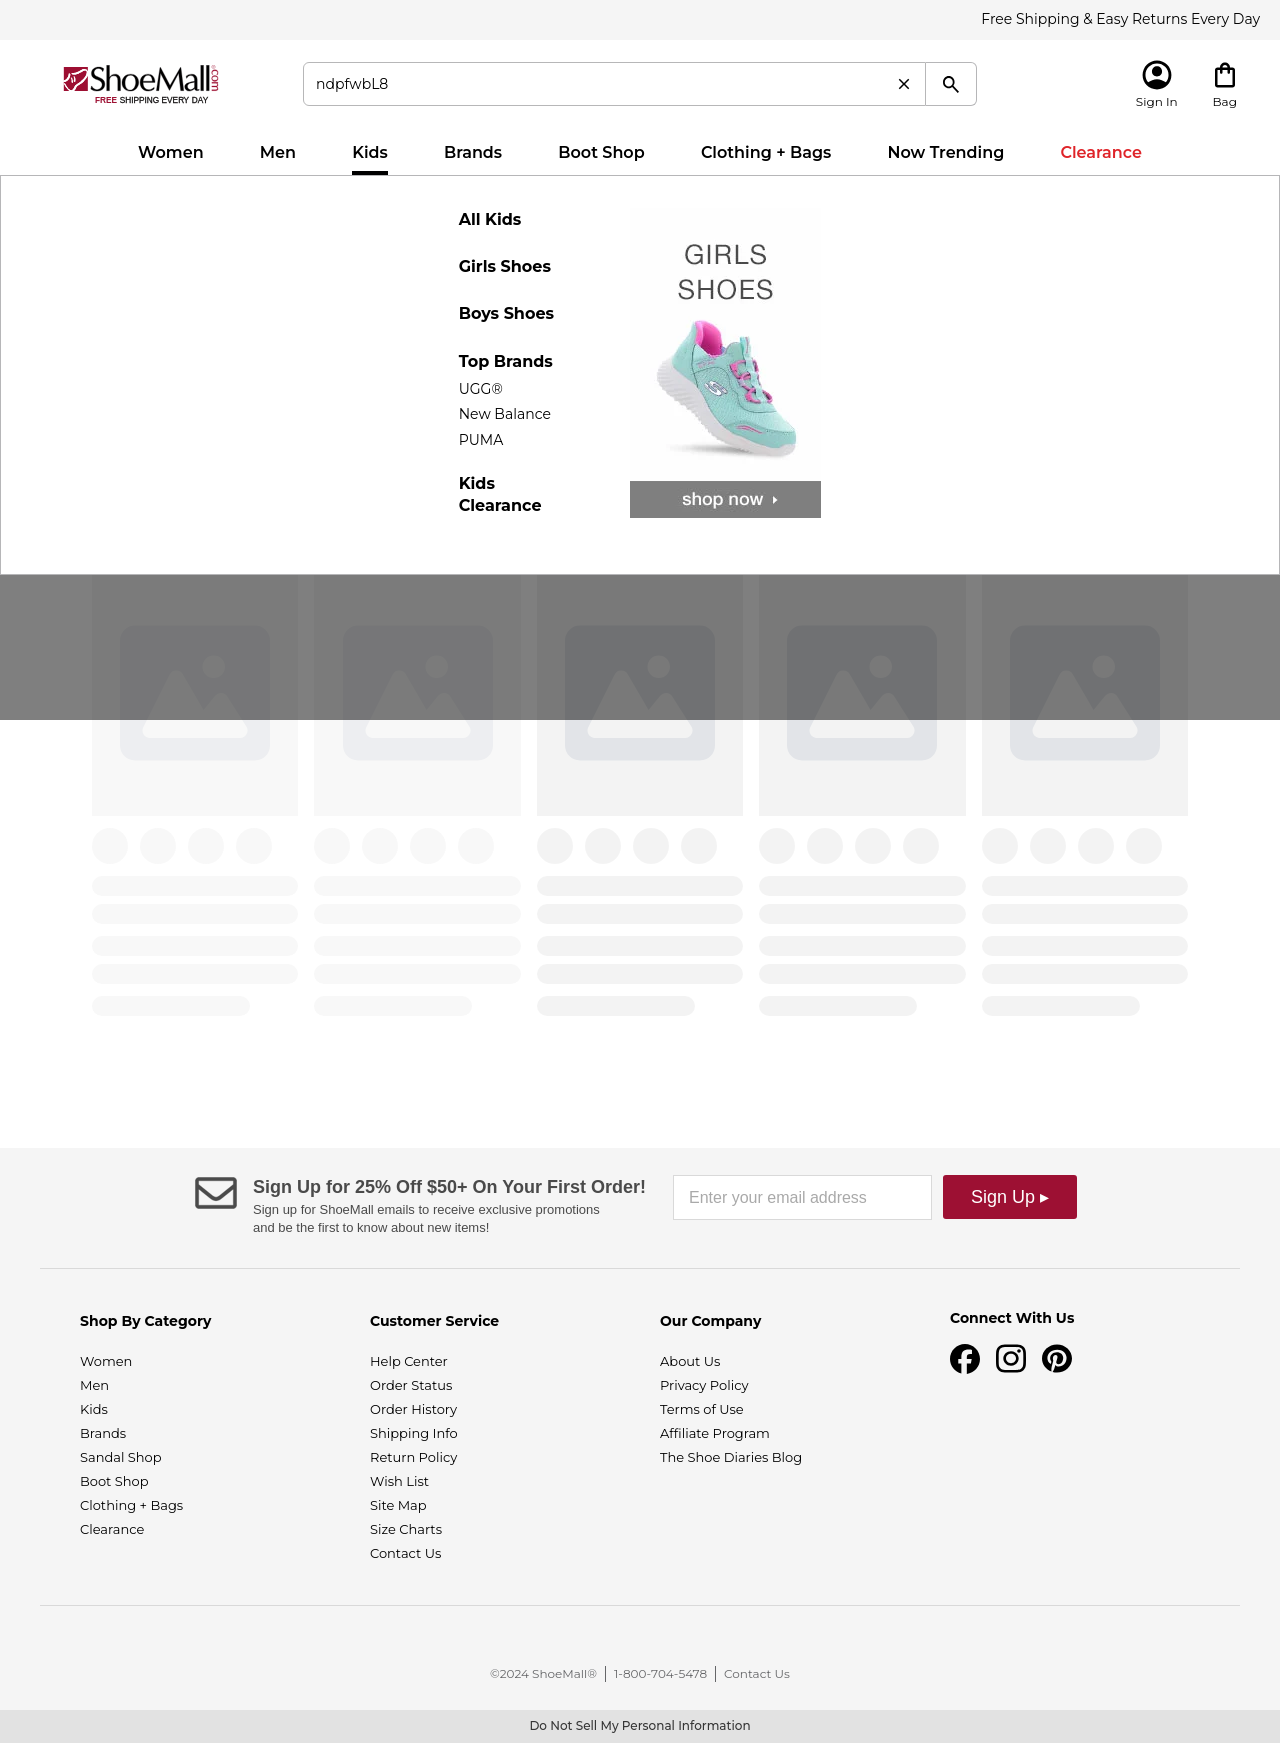 Free Shipping & Easy Returns Every Day
ShoeMall.com
FREE SHIPPING EVERY DAY
ndpfwbL8
Sign In
Bag
Women
Men
Kids
Brands
Boot Shop
Clothing + Bags
Now Trending
Clearance
All Kids
Girls Shoes
Boys Shoes
Top Brands
UGG®
New Balance
PUMA
Kids
Clearance
GIRLS
SHOES
shop now
Sign Up for 25% Off $50+ On Your First Order!
Sign up for ShoeMall emails to receive exclusive promotions
and be the first to know about new items!
Enter your email address
Sign Up ▸
Shop By Category
Women
Men
Kids
Brands
Sandal Shop
Boot Shop
Clothing + Bags
Clearance
Customer Service
Help Center
Order Status
Order History
Shipping Info
Return Policy
Wish List
Site Map
Size Charts
Contact Us
Our Company
About Us
Privacy Policy
Terms of Use
Affiliate Program
The Shoe Diaries Blog
Connect With Us
©2024 ShoeMall® | 1-800-704-5478 | Contact Us
Do Not Sell My Personal Information